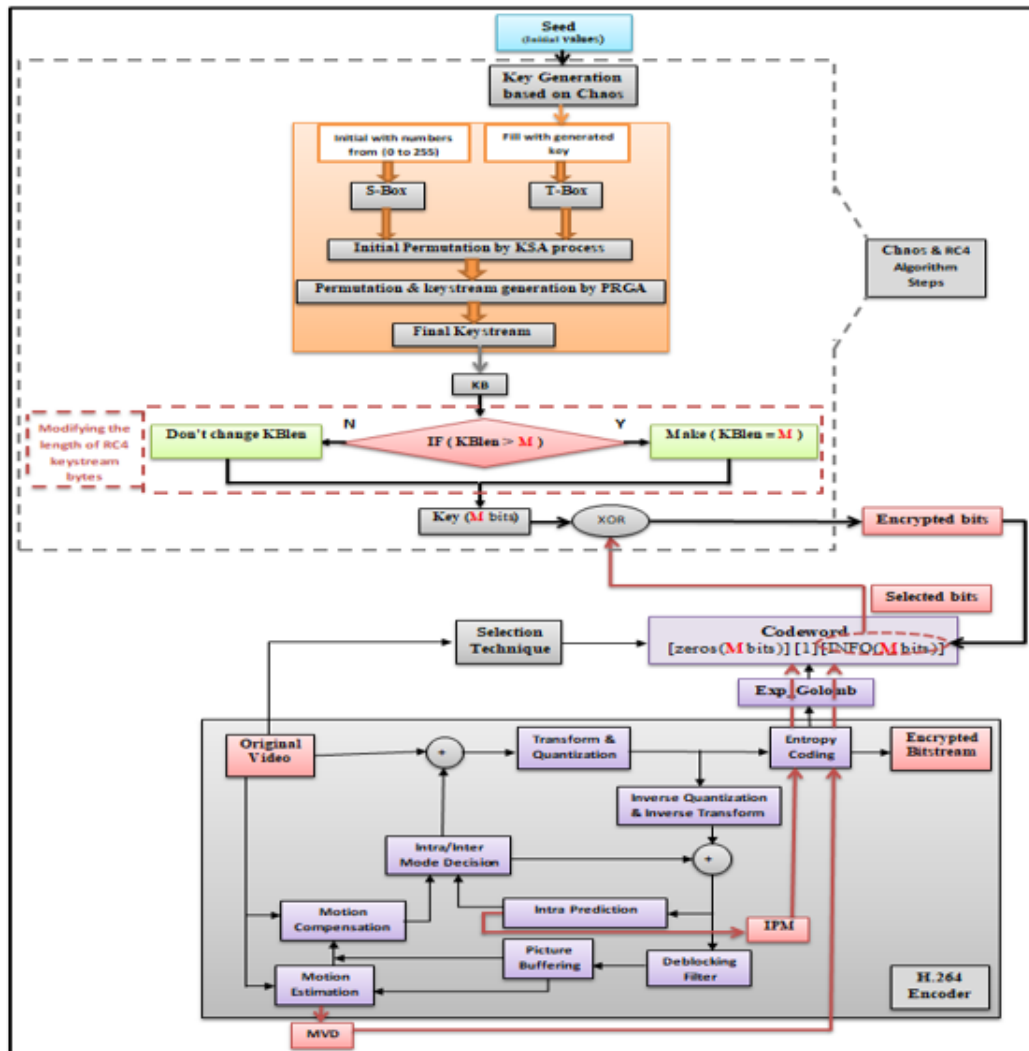 Seed
(Initial values)
Key Generation
based on Chaos
Initial with numbers
from (0 to 255)
Fill with generated
key
S-Box
T-Box
Initial Permutation by KSA process
Permutation & keystream generation by PRGA
Final Keystream
Chaos & RC4
Algorithm
Steps
KB
Modifying the
length of RC4
keystream
bytes
N
Y
Don't change KBlen
IF ( KBlen > M )
Make ( KBlen = M )
Key (M bits)
XOR
Encrypted bits
Selected bits
Selection
Technique
Codeword
[zeros(M bits)] [1] [INFO(M bits)]
Exp_Golomb
Original
Video
+
Transform &
Quantization
Entropy
Coding
Encrypted
Bitstream
Inverse Quantization
& Inverse Transform
Intra/Inter
Mode Decision
+
Motion
Compensation
Intra Prediction
IPM
Picture
Buffering
Deblocking
Filter
Motion
Estimation
H.264
Encoder
MVD